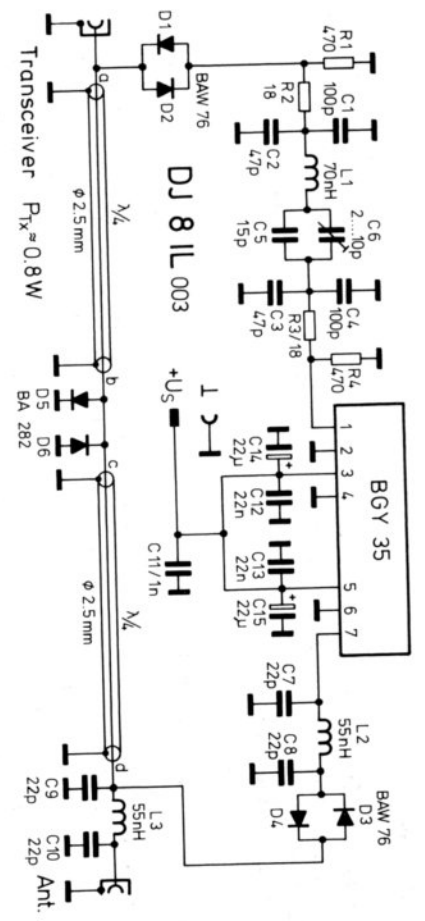 R1
470
R2
18
C1
100p
C2
47p
L1
70nH
C6
2....10p
C5
15p
C4
100p
C3
47p
R3/18
R4
470
BGY 35
1
2
3
4
5
6
7
C14
22µ
+
C12
22n
C13
22n
C15
22µ
+
C7
22p
L2
55nH
C8
22p
BAW 76
D3
D4
D1
D2
BAW 76
DJ 8 IL 003
⊥
+Us
C11/1n
a
λ/4
ø 2.5mm
b
D5
D6
BA 282
c
λ/4
ø 2.5mm
d
C9
22p
L3
55nH
C10
22p
Ant.
Transceiver PTx≈0.8W